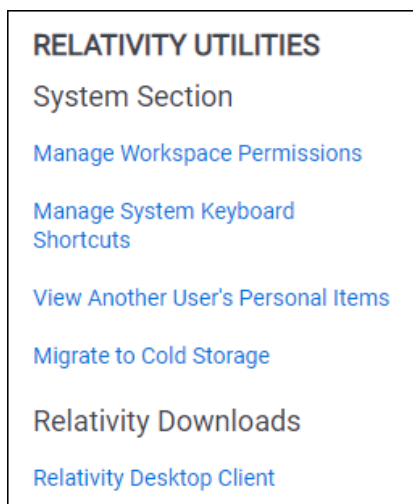 RELATIVITY UTILITIES
System Section
Manage Workspace Permissions
Manage System Keyboard
Shortcuts
View Another User's Personal Items
Migrate to Cold Storage
Relativity Downloads
Relativity Desktop Client